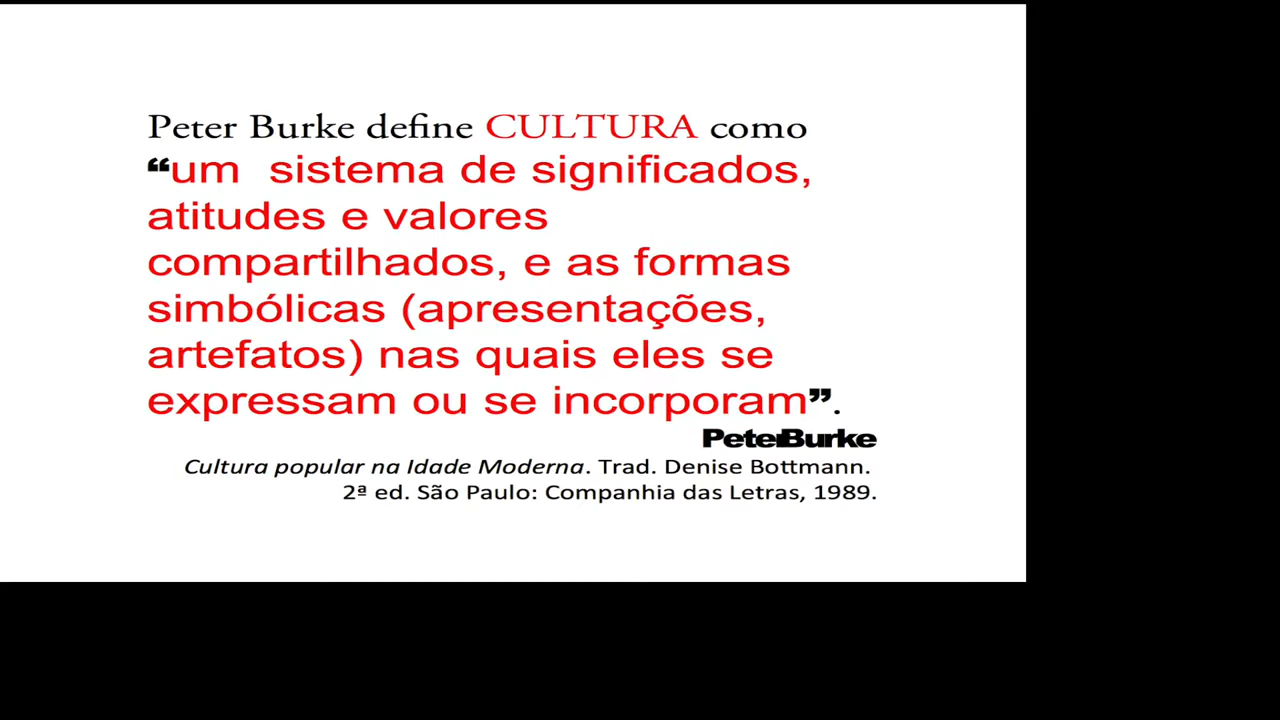 Peter Burke define CULTURA como
“um sistema de significados,
atitudes e valores
compartilhados, e as formas
simbólicas (apresentações,
artefatos) nas quais eles se
expressam ou se incorporam”.
Peter Burke
Cultura popular na Idade Moderna. Trad. Denise Bottmann.
2ª ed. São Paulo: Companhia das Letras, 1989.